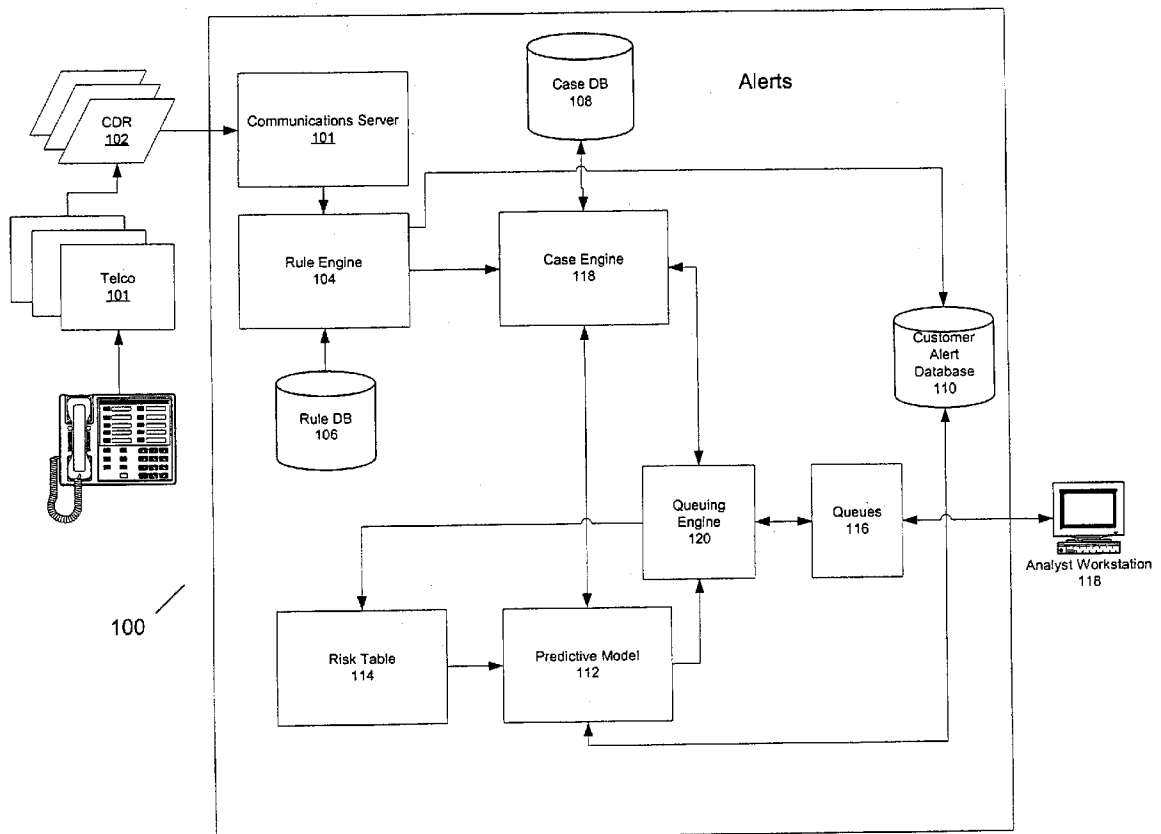 Alerts
CDR
102
Communications Server
101
Case DB
108
Telco
101
Rule Engine
104
Case Engine
118
Customer
Alert
Database
110
Rule DB
106
Queuing
Engine
120
Queues
116
Analyst Workstation
118
100
Risk Table
114
Predictive Model
112